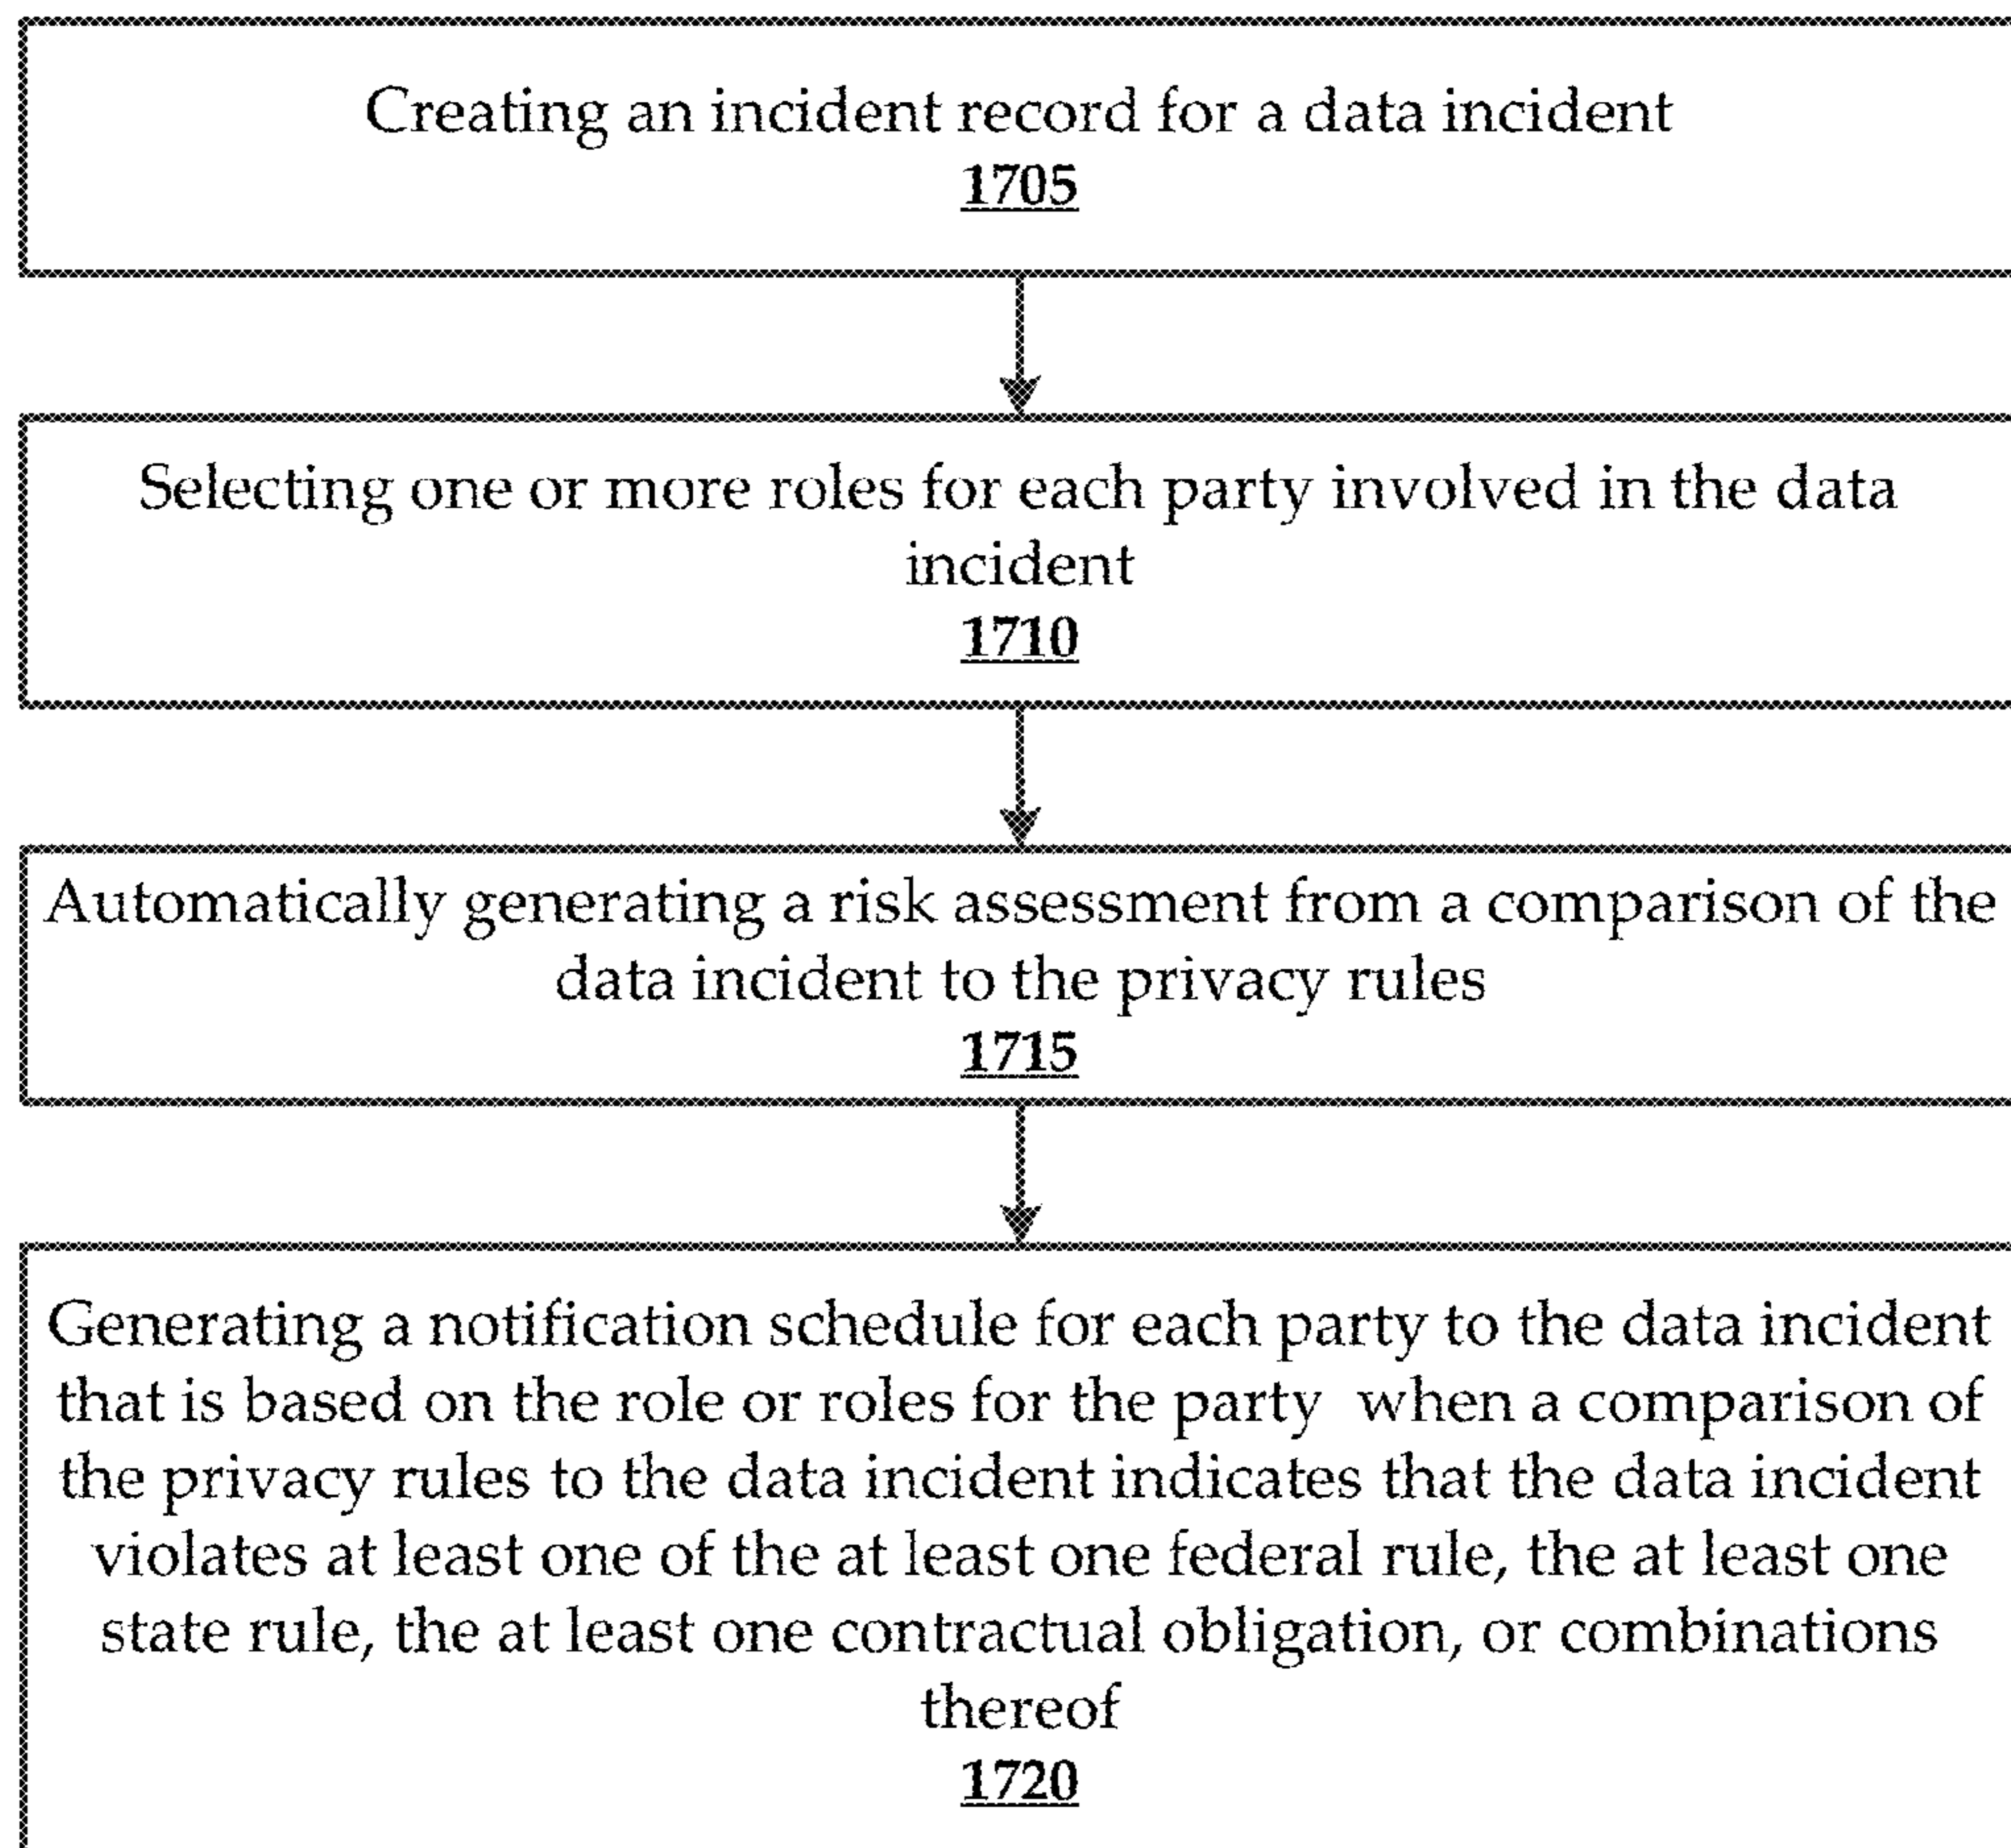 Creating an incident record for a data incident
1705
Selecting one or more roles for each party involved in the data
incident
1710
Automatically generating a risk assessment from a comparison of the
data incident to the privacy rules
1715
Generating a notification schedule for each party to the data incident
that is based on the role or roles for the party when a comparison of
the privacy rules to the data incident indicates that the data incident
violates at least one of the at least one federal rule, the at least one
state rule, the at least one contractual obligation, or combinations
thereof
1720